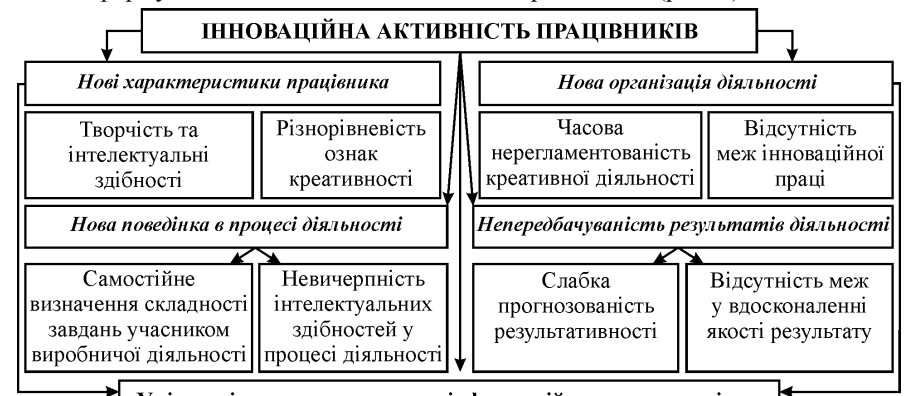 ІННОВАЦІЙНА АКТИВНІСТЬ ПРАЦІВНИКІВ
Нові характеристики працівника
Нова організація діяльності
Творчість та
інтелектуальні
здібності
Різнорівневість
ознак
креативності
Часова
нерегламентованість
креативної діяльності
Відсутність
меж інноваційної
праці
Нова поведінка в процесі діяльності
Непередбачуваність результатів діяльності
Самостійне
визначення складності
завдань учасником
виробничої діяльності
Невичерпність
інтелектуальних
здібностей у
процесі діяльності
Слабка
прогнозованість
результативності
Відсутність меж
у вдосконаленні
якості результату